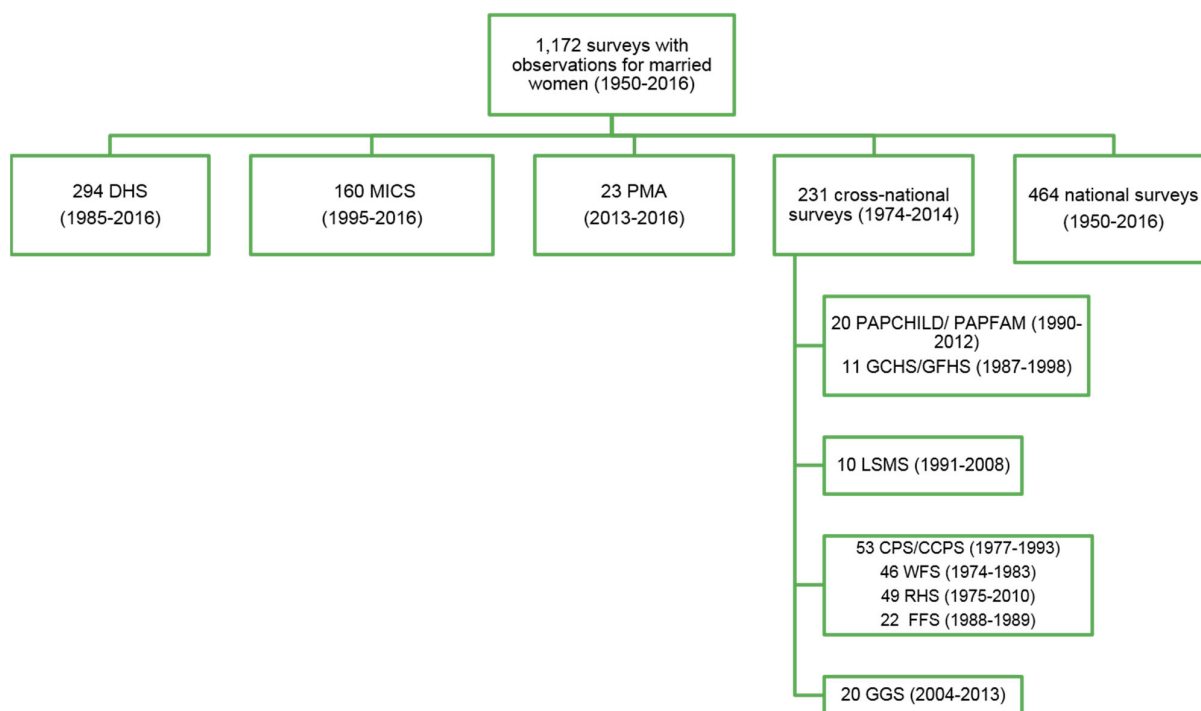 1,172 surveys with
observations for married
women (1950-2016)
294 DHS
(1985-2016)
160 MICS
(1995-2016)
23 PMA
(2013-2016)
231 cross-national
surveys (1974-2014)
464 national surveys
(1950-2016)
20 PAPCHILD/ PAPFAM (1990-
2012)
11 GCHS/GFHS (1987-1998)
10 LSMS (1991-2008)
53 CPS/CCPS (1977-1993)
46 WFS (1974-1983)
49 RHS (1975-2010)
22 FFS (1988-1989)
20 GGS (2004-2013)